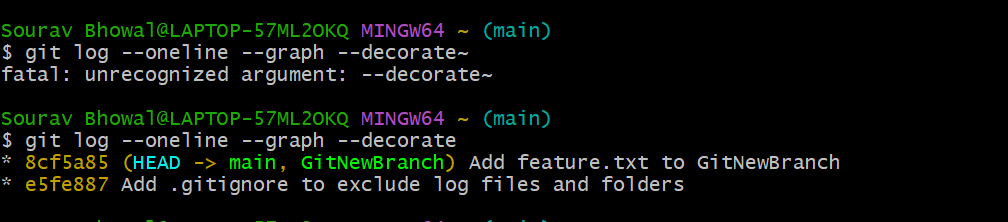 Sourav Bhowal@LAPTOP-57ML2OKQ MINGW64 ~ (main)
$ git log --oneline --graph --decorate~
fatal: unrecognized argument: --decorate~
Sourav Bhowal@LAPTOP-57ML2OKQ MINGW64 ~ (main)
$ git log --oneline --graph --decorate
* 8cf5a85 (HEAD -> main, GitNewBranch) Add feature.txt to GitNewBranch
* e5fe887 Add .gitignore to exclude log files and folders